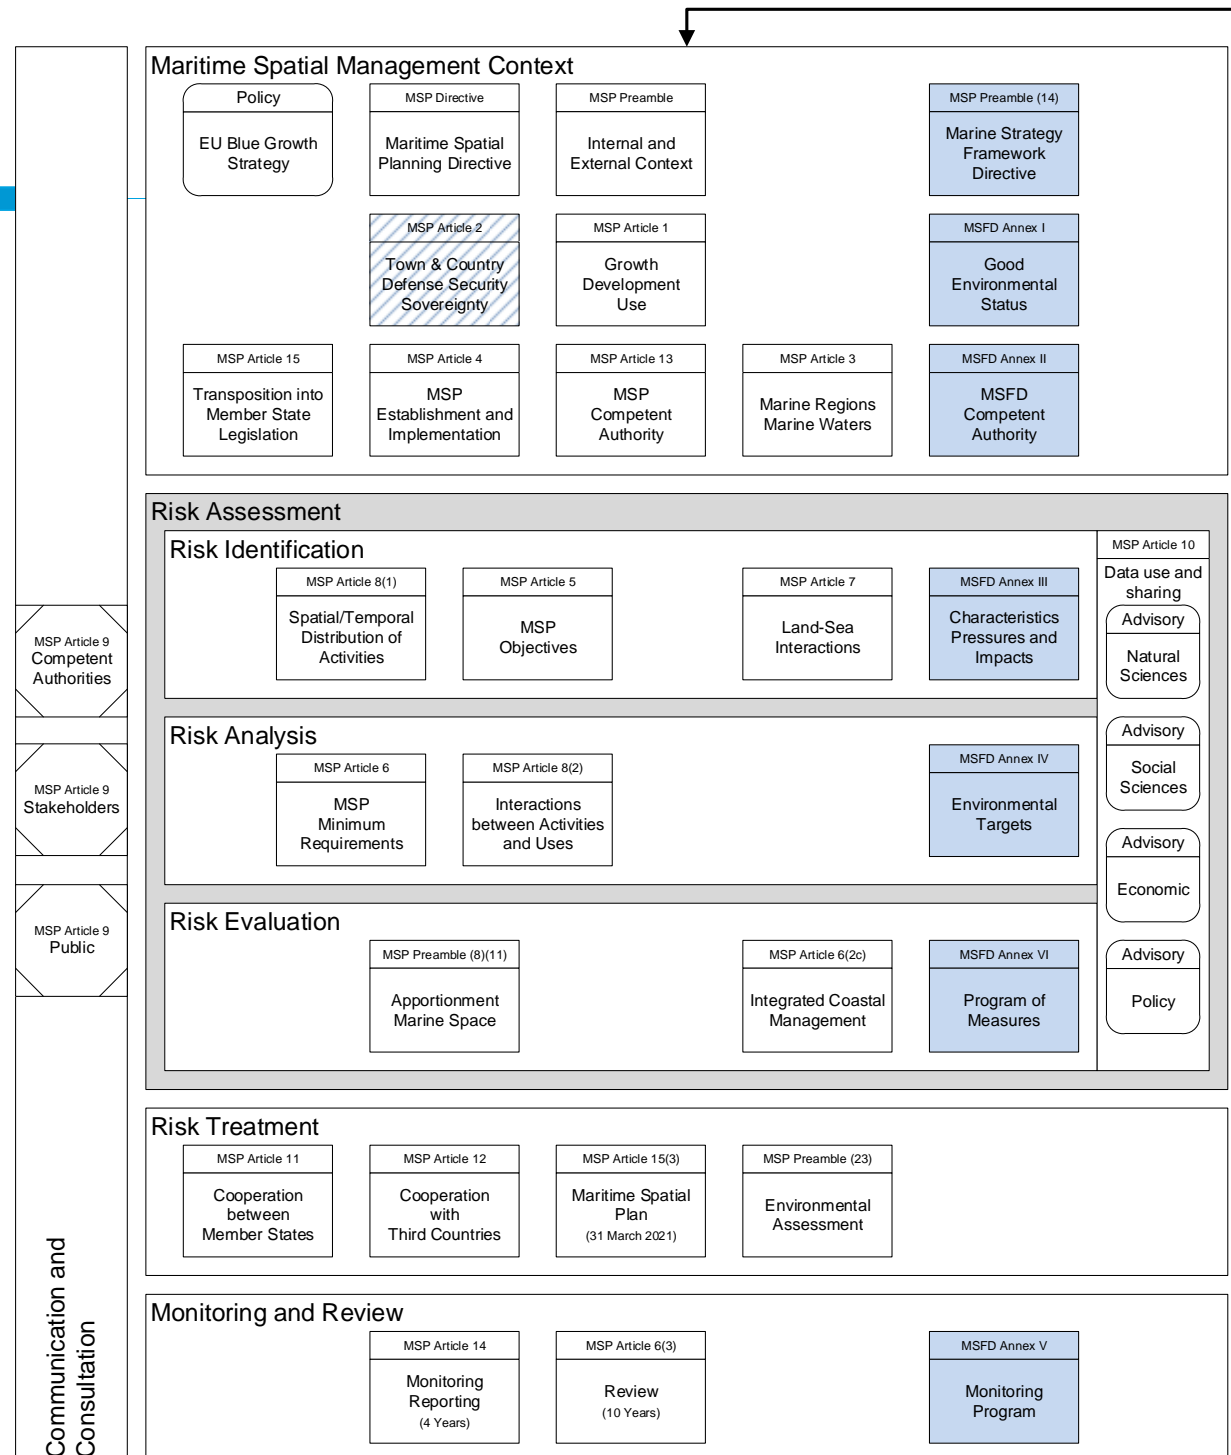 Maritime Spatial Management Context
Policy
EU Blue Growth
Strategy
MSP Directive
Maritime Spatial
Planning Directive
MSP Preamble
Internal and
External Context
MSP Preamble (14)
Marine Strategy
Framework
Directive
MSP Article 2
Town & Country
Defense Security
Sovereignty
MSP Article 1
Growth
Development
Use
MSFD Annex I
Good
Environmental
Status
MSP Article 15
Transposition into
Member State
Legislation
MSP Article 4
MSP
Establishment and
Implementation
MSP Article 13
MSP
Competent
Authority
MSP Article 3
Marine Regions
Marine Waters
MSFD Annex II
MSFD
Competent
Authority
Risk Assessment
Risk Identification
MSP Article 8(1)
Spatial/Temporal
Distribution of
Activities
MSP Article 5
MSP
Objectives
MSP Article 7
Land-Sea
Interactions
MSFD Annex III
Characteristics
Pressures and
Impacts
Risk Analysis
MSP Article 6
MSP
Minimum
Requirements
MSP Article 8(2)
Interactions
between Activities
and Uses
MSFD Annex IV
Environmental
Targets
Risk Evaluation
MSP Preamble (8)(11)
Apportionment
Marine Space
MSP Article 6(2c)
Integrated Coastal
Management
MSFD Annex VI
Program of
Measures
MSP Article 10
Data use and
sharing
Advisory
Natural
Sciences
Advisory
Social
Sciences
Advisory
Economic
Advisory
Policy
Risk Treatment
MSP Article 11
Cooperation
between
Member States
MSP Article 12
Cooperation
with
Third Countries
MSP Article 15(3)
Maritime Spatial
Plan
(31 March 2021)
MSP Preamble (23)
Environmental
Assessment
Monitoring and Review
MSP Article 14
Monitoring
Reporting
(4 Years)
MSP Article 6(3)
Review
(10 Years)
MSFD Annex V
Monitoring
Program
MSP Article 9
Competent
Authorities
MSP Article 9
Stakeholders
MSP Article 9
Public
Communication and
Consultation